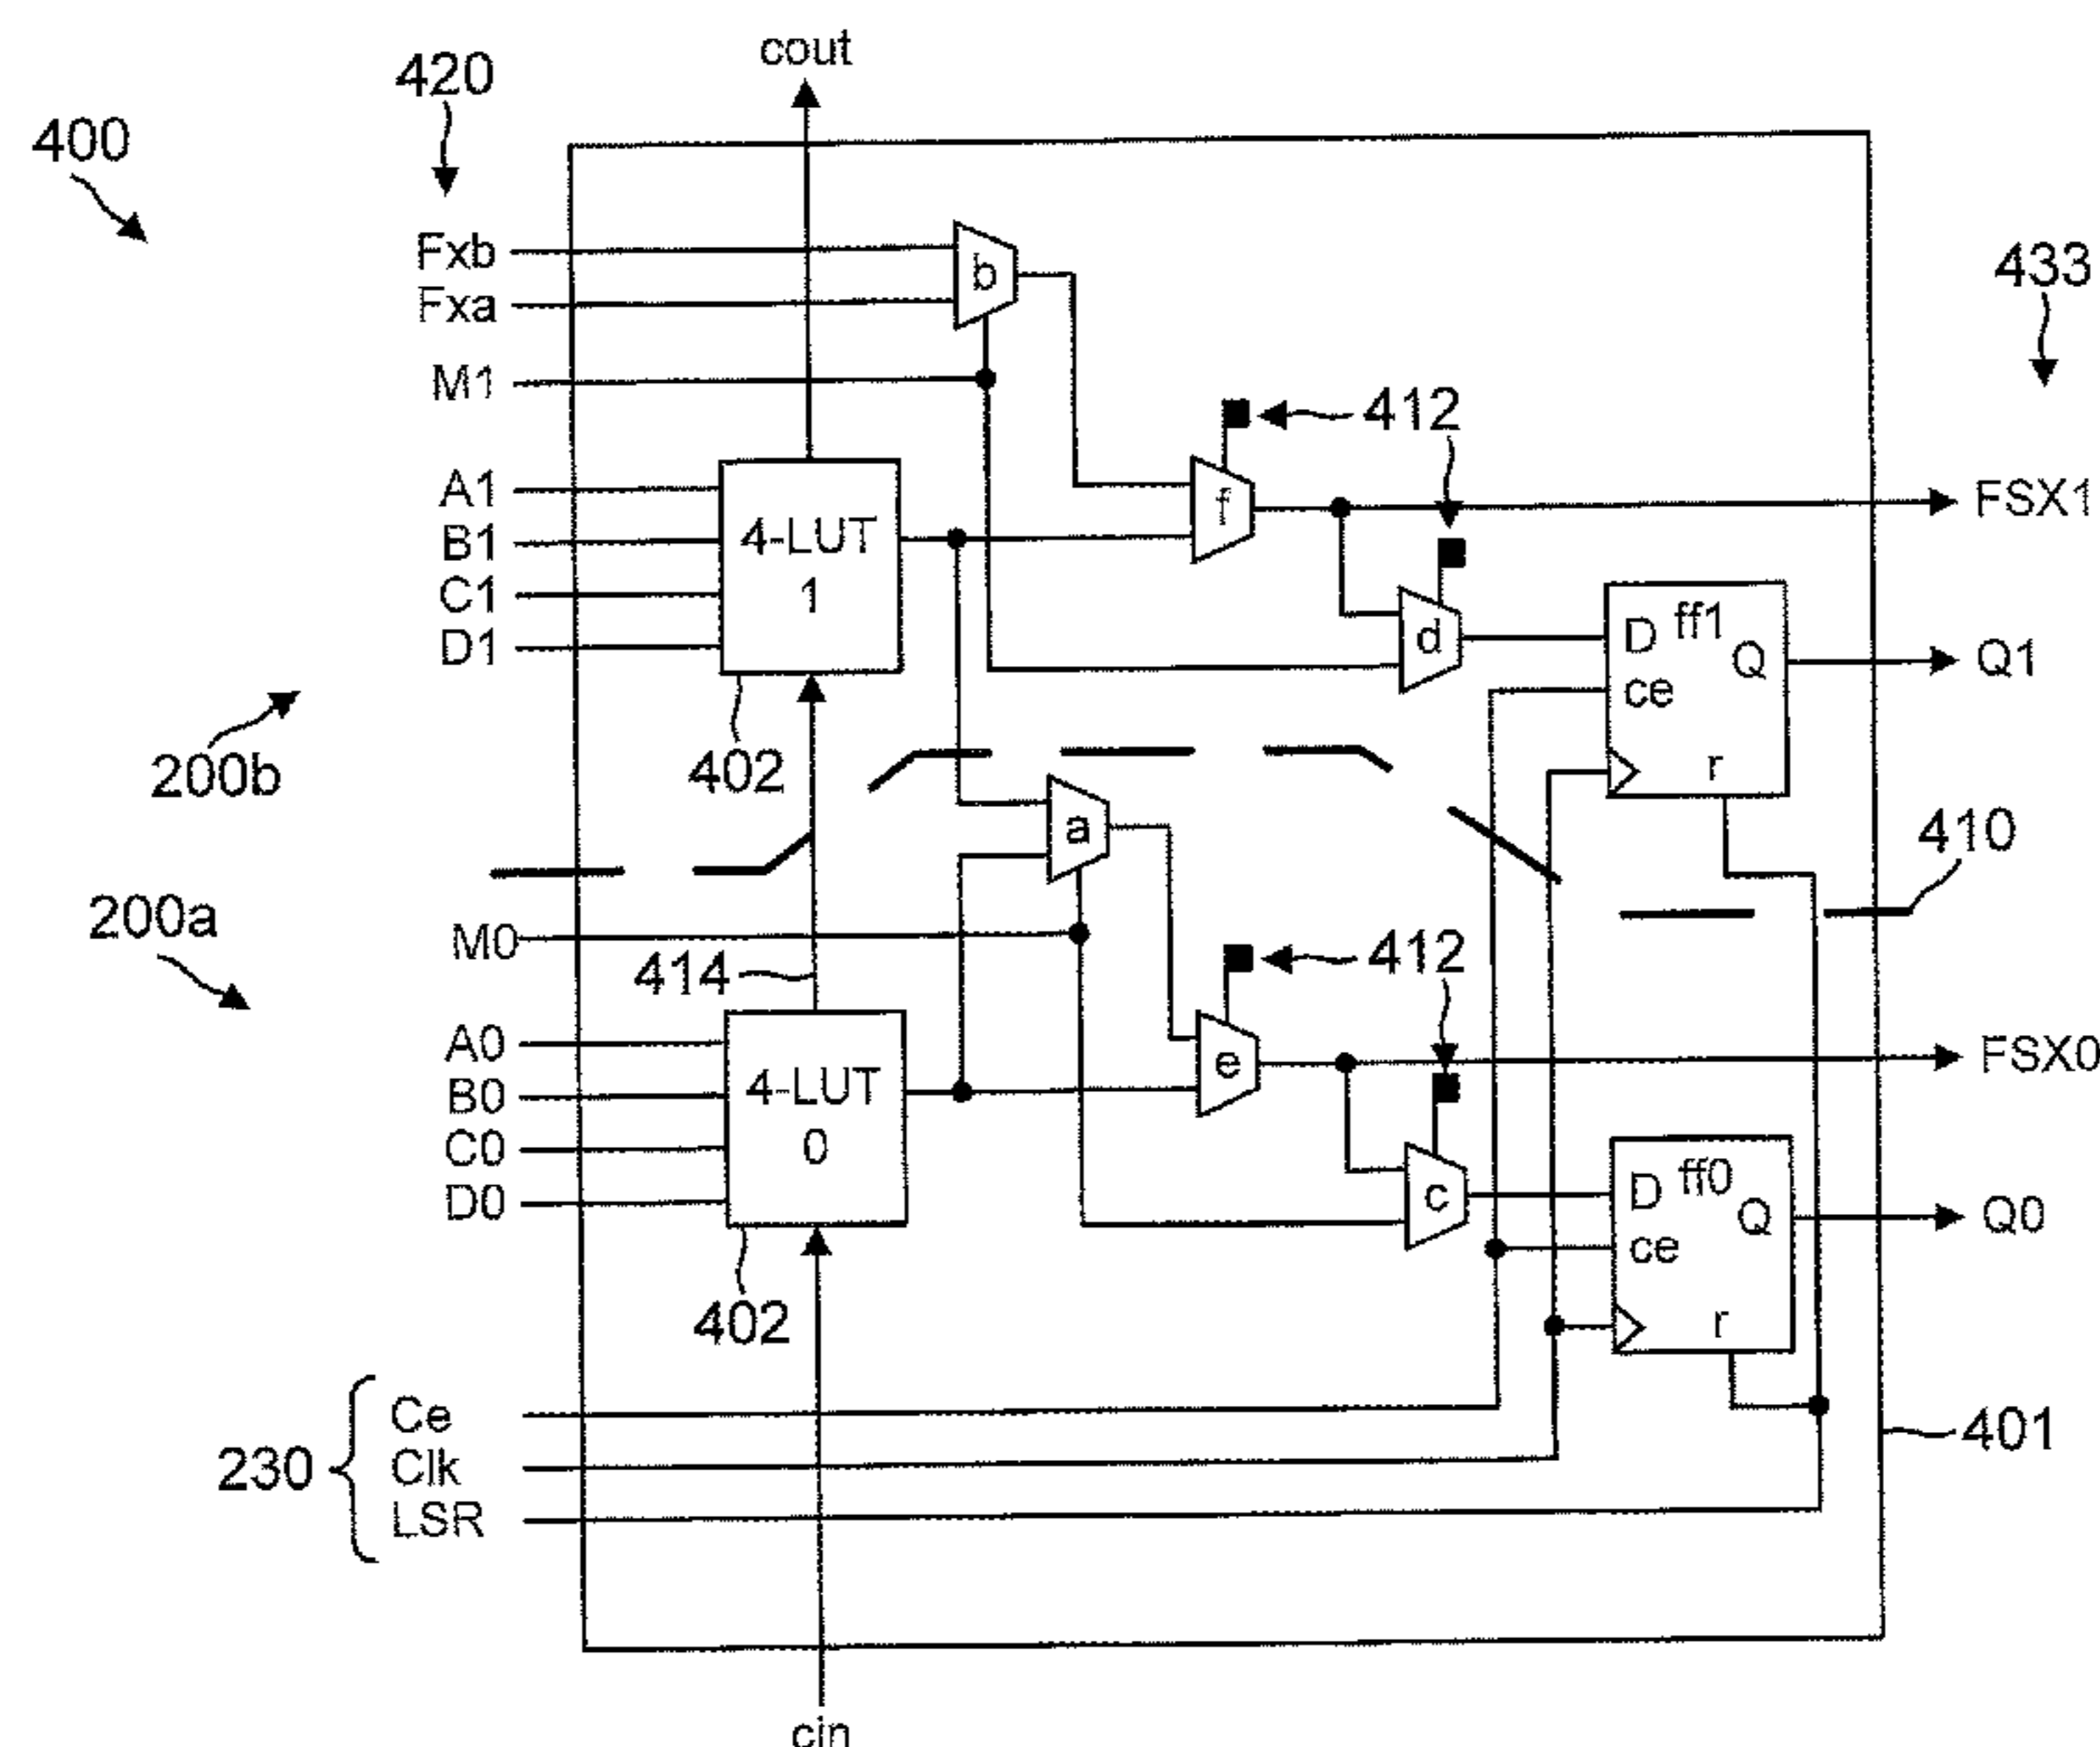 cout
420
400
Fxb
b
433
Fxa
M1
412
A1
f
FSX1
B1
4-LUT
1
C1
D1
d
D
ff1
Q
Q1
ce
200b
402
r
a
410
200a
M0
414
412
A0
4-LUT
0
B0
e
FSX0
C0
D0
c
D
ff0
Q
Q0
ce
402
r
230
Ce
Clk
LSR
401
cin